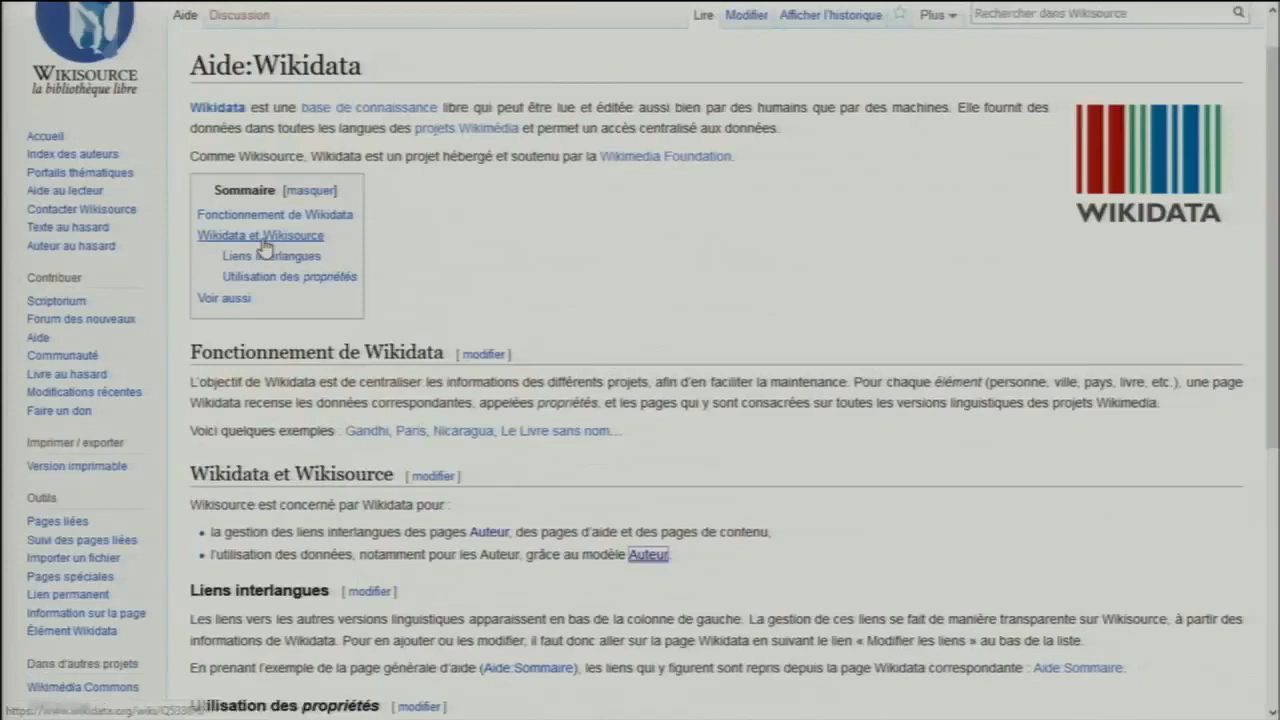 Aide Discussion Lire Modifier Afficher l'historique Plus Rechercher dans Wikisource
WIKISOURCE
la bibliothèque libre
Accueil
Index des auteurs
Portails thématiques
Aide au lecteur
Contacter Wikisource
Texte au hasard
Auteur au hasard
Contribuer
Scriptorium
Forum des nouveaux
Aide
Communauté
Livre au hasard
Modifications récentes
Faire un don
Imprimer / exporter
Version imprimable
Outils
Pages liées
Suivi des pages liées
Importer un fichier
Pages spéciales
Lien permanent
Information sur la page
Élément Wikidata
Dans d'autres projets
Wikimédia Commons
Aide:Wikidata
Wikidata est une base de connaissance libre qui peut être lue et éditée aussi bien par des humains que par des machines. Elle fournit des
données dans toutes les langues des projets Wikimédia et permet un accès centralisé aux données.
Comme Wikisource, Wikidata est un projet hébergé et soutenu par la Wikimedia Foundation.
WIKIDATA
Sommaire [masquer]
Fonctionnement de Wikidata
Wikidata et Wikisource
Liens interlangues
Utilisation des propriétés
Voir aussi
Fonctionnement de Wikidata [ modifier ]
L'objectif de Wikidata est de centraliser les informations des différents projets, afin d'en faciliter la maintenance. Pour chaque élément (personne, ville, pays, livre, etc.), une page
Wikidata recense les données correspondantes, appelées propriétés, et les pages qui y sont consacrées sur toutes les versions linguistiques des projets Wikimedia.
Voici quelques exemples : Gandhi, Paris, Nicaragua, Le Livre sans nom...
Wikidata et Wikisource [ modifier ]
Wikisource est concerné par Wikidata pour :
• la gestion des liens interlangues des pages Auteur, des pages d'aide et des pages de contenu,
• l'utilisation des données, notamment pour les Auteur, grâce au modèle Auteur.
Liens interlangues [ modifier ]
Les liens vers les autres versions linguistiques apparaissent en bas de la colonne de gauche. La gestion de ces liens se fait de manière transparente sur Wikisource, à partir des
informations de Wikidata. Pour en ajouter ou les modifier, il faut donc aller sur la page Wikidata en suivant le lien « Modifier les liens » au bas de la liste.
En prenant l'exemple de la page générale d'aide (Aide:Sommaire), les liens qui y figurent sont repris depuis la page Wikidata correspondante : Aide:Sommaire.
Utilisation des propriétés [ modifier ]